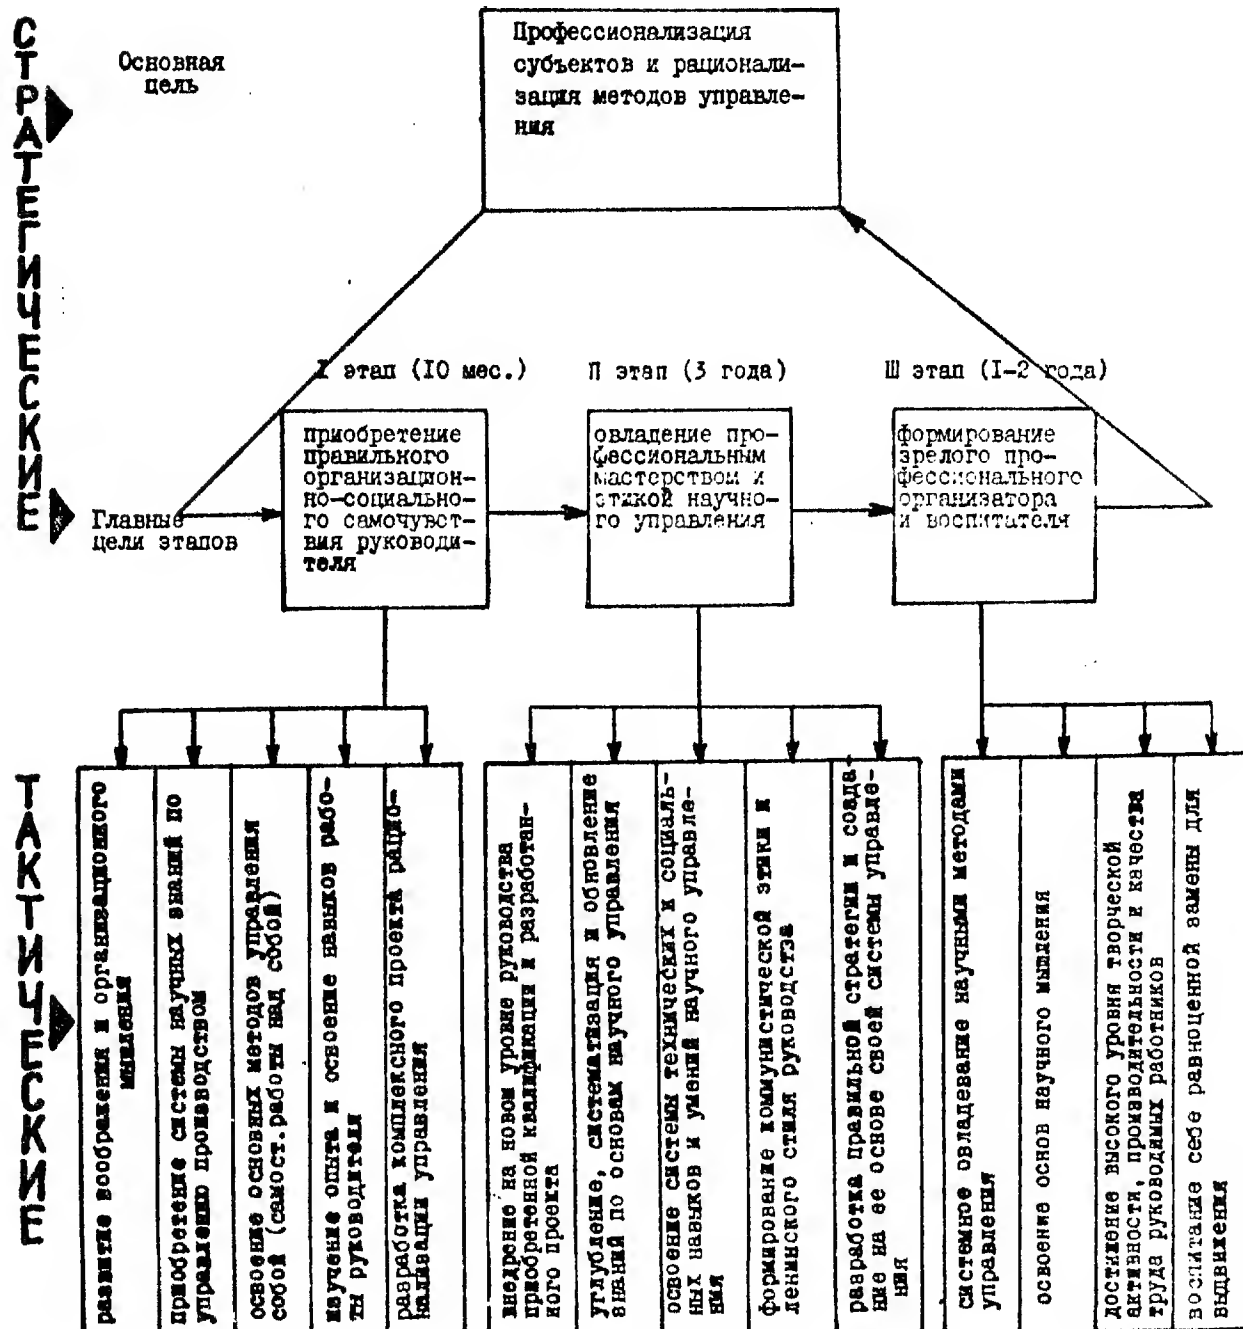 СТРАТЕГИЧЕСКИЕ
Основная
цель
Профессионализация
субъектов и рационали-
зация методов управле-
ния
I этап (IO мес.)
П этап (3 года)
Ш этап (I-2 года)
Главные
цели этапов
приобретение
правильного
организацион-
но-социально-
го самочувст-
вия руководи-
теля
овладение про-
фессиональным
мастерством и
этикой научно-
го управления
формирование
зрелого про-
фессионального
организатора
и воспитателя
ТАКТИЧЕСКИЕ
развитие воображения и организационного
мышления
приобретение системы научных знаний по
управлению производством
освоение основных методов управления
собой (самост.работы над собой)
изучение опыта и освоение навыков рабо-
ты руководителя
разработка комплексного проекта рацио-
нализации управления
внедрение на новом уровне руководства
приобретенной квалификации и разработан-
ного проекта
углубление, систематизация и обновление
знаний по основам научного управления
освоение системы технических и социаль-
ных навыков и умений научного управле-
ния
формирование коммунистической этики и
ленинского стиля руководства
разработка правильной стратегии и созда-
ние на ее основе своей системы управле-
ния
системное овладевание научными методами
управления
освоение основ научного мышления
достижение высокого уровня творческой
активности, производительности и качества
труда руководимых работников
воспитание себе равноценной замены для
выдвижения